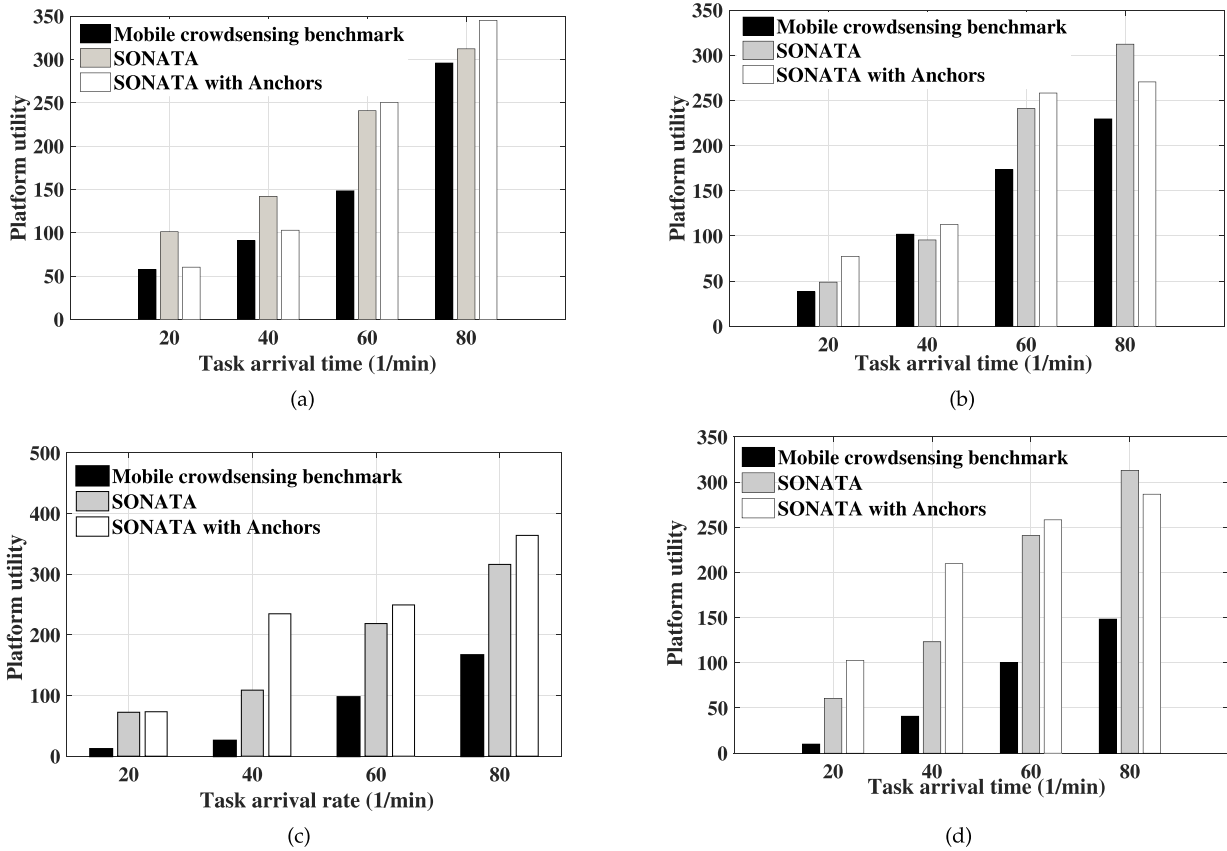 350
300
250
200
150
100
50
0
Platform utility
Mobile crowdsensing benchmark
SONATA
SONATA with Anchors
20 40 60 80
Task arrival time (1/min)
(a)
350
300
250
200
150
100
50
0
Platform utility
Mobile crowdsensing benchmark
SONATA
SONATA with Anchors
20 40 60 80
Task arrival time (1/min)
(b)
500
400
300
200
100
0
Platform utility
Mobile crowdsensing benchmark
SONATA
SONATA with Anchors
20 40 60 80
Task arrival rate (1/min)
(c)
350
300
250
200
150
100
50
0
Platform utility
Mobile crowdsensing benchmark
SONATA
SONATA with Anchors
20 40 60 80
Task arrival time (1/min)
(d)